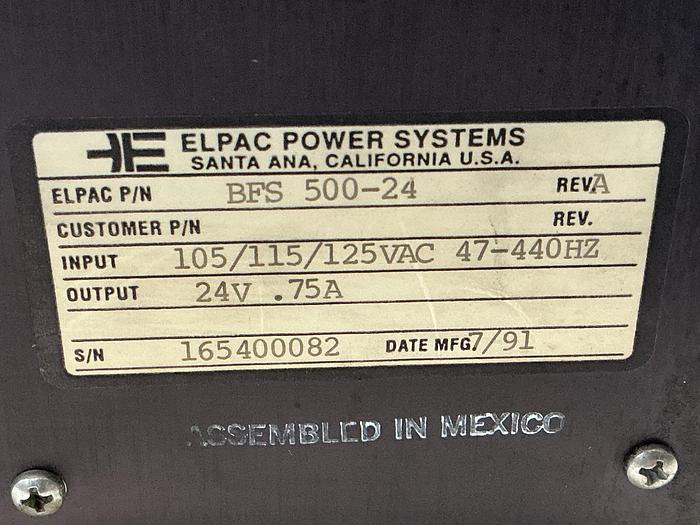 ELPAC POWER SYSTEMS
SANTA ANA, CALIFORNIA U.S.A.
ELPAC P/N BFS 500-24 REV. A
CUSTOMER P/N REV.
INPUT 105/115/125VAC 47-440HZ
OUTPUT 24V .75A
S/N 165400082 DATE MFG. 7/91
ASSEMBLED IN MEXICO